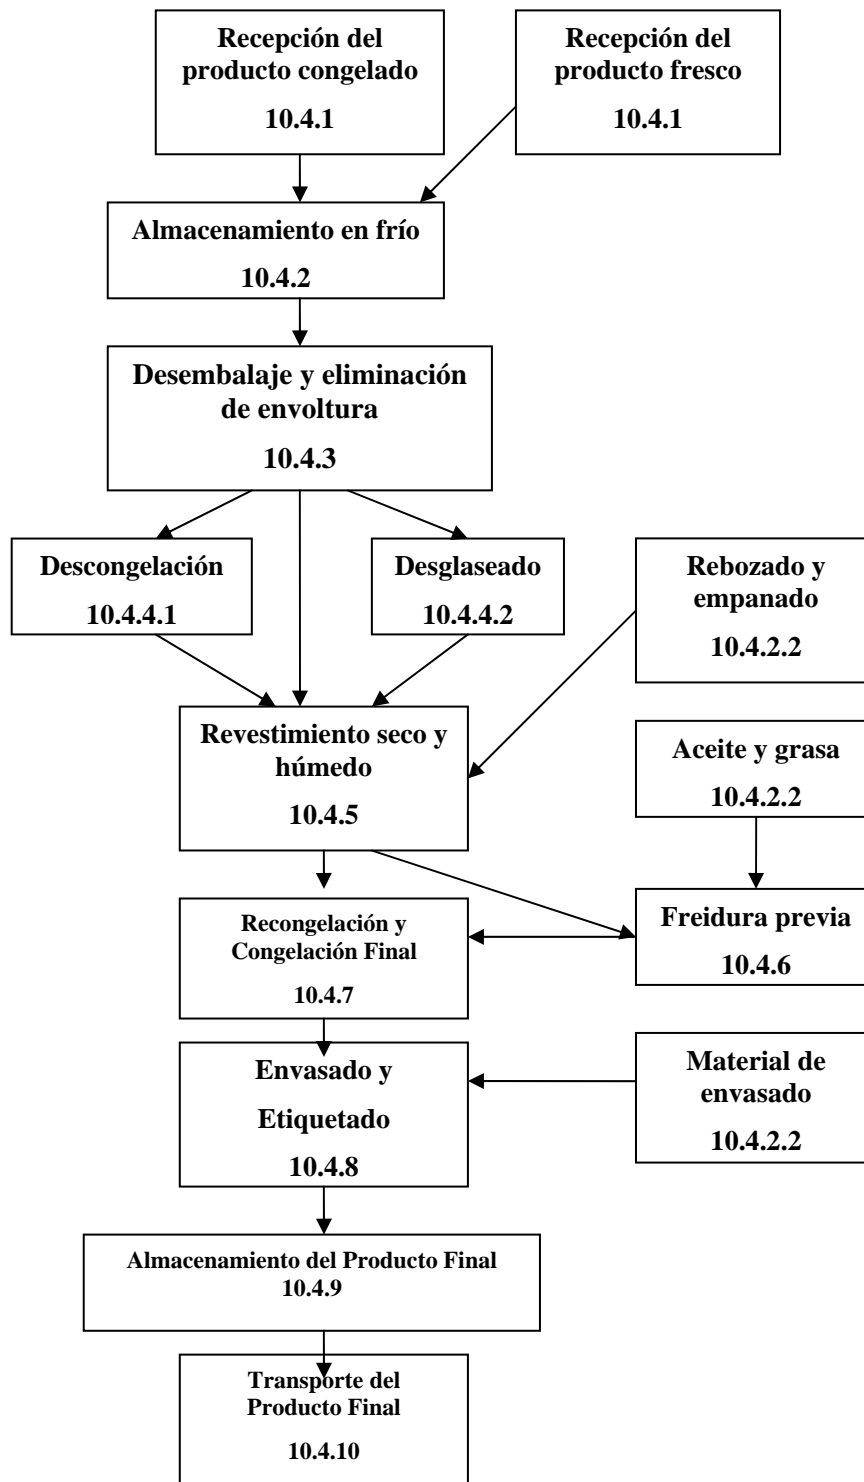 Recepción del
producto congelado
10.4.1
Recepción del
producto fresco
10.4.1
Almacenamiento en frío
10.4.2
Desembalaje y eliminación
de envoltura
10.4.3
Descongelación
10.4.4.1
Desglaseado
10.4.4.2
Rebozado y
empanado
10.4.2.2
Revestimiento seco y
húmedo
10.4.5
Aceite y grasa
10.4.2.2
Recongelación y
Congelación Final
10.4.7
Freidura previa
10.4.6
Envasado y
Etiquetado
10.4.8
Material de
envasado
10.4.2.2
Almacenamiento del Producto Final
10.4.9
Transporte del
Producto Final
10.4.10